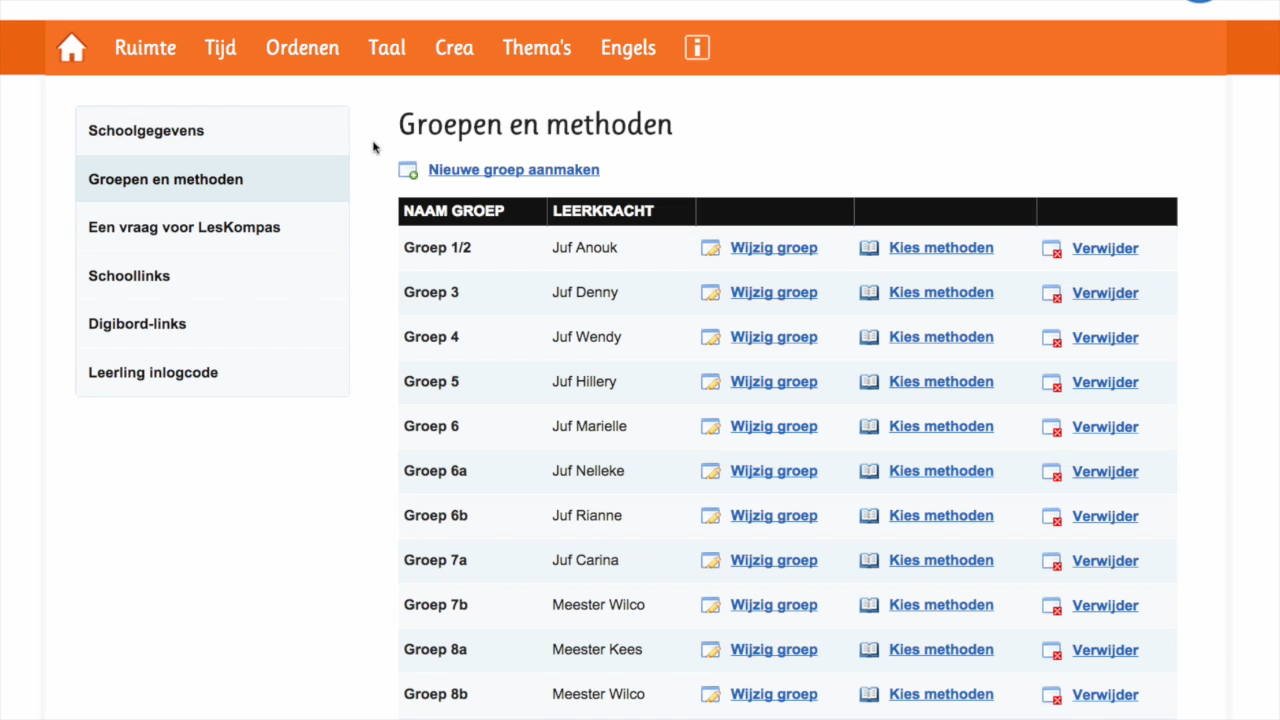 Ruimte Tijd Ordenen Taal Crea Thema's Engels i
Schoolgegevens
Groepen en methoden
Een vraag voor LesKompas
Schoollinks
Digibord-links
Leerling inlogcode
Groepen en methoden
Nieuwe groep aanmaken
NAAM GROEP LEERKRACHT
Groep 1/2 Juf Anouk Wijzig groep Kies methoden Verwijder
Groep 3 Juf Denny Wijzig groep Kies methoden Verwijder
Groep 4 Juf Wendy Wijzig groep Kies methoden Verwijder
Groep 5 Juf Hillery Wijzig groep Kies methoden Verwijder
Groep 6 Juf Marielle Wijzig groep Kies methoden Verwijder
Groep 6a Juf Nelleke Wijzig groep Kies methoden Verwijder
Groep 6b Juf Rianne Wijzig groep Kies methoden Verwijder
Groep 7a Juf Carina Wijzig groep Kies methoden Verwijder
Groep 7b Meester Wilco Wijzig groep Kies methoden Verwijder
Groep 8a Meester Kees Wijzig groep Kies methoden Verwijder
Groep 8b Meester Wilco Wijzig groep Kies methoden Verwijder